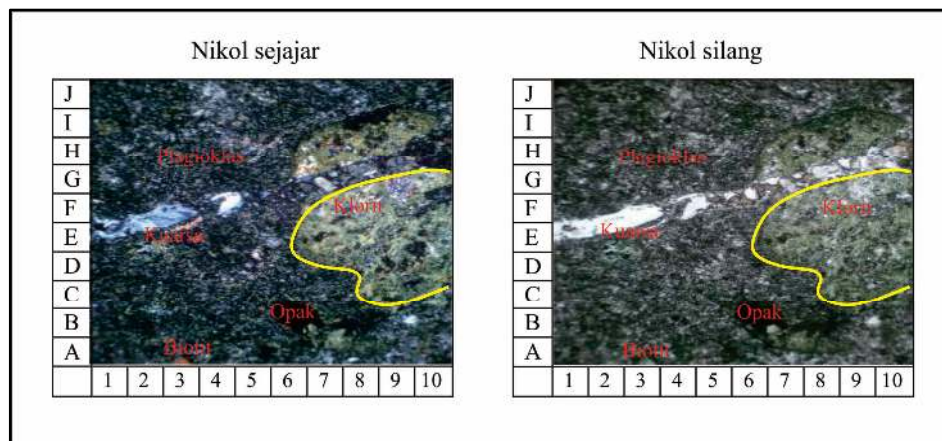 Nikol sejajar
Nikol silang
J
I
H
G
F
E
D
C
B
A
1 2 3 4 5 6 7 8 9 10
Plagioklas
Klorit
Kuarsa
Opak
Biotit
J
I
H
G
F
E
D
C
B
A
1 2 3 4 5 6 7 8 9 10
Plagioklas
Klorit
Kuarsa
Opak
Biotit